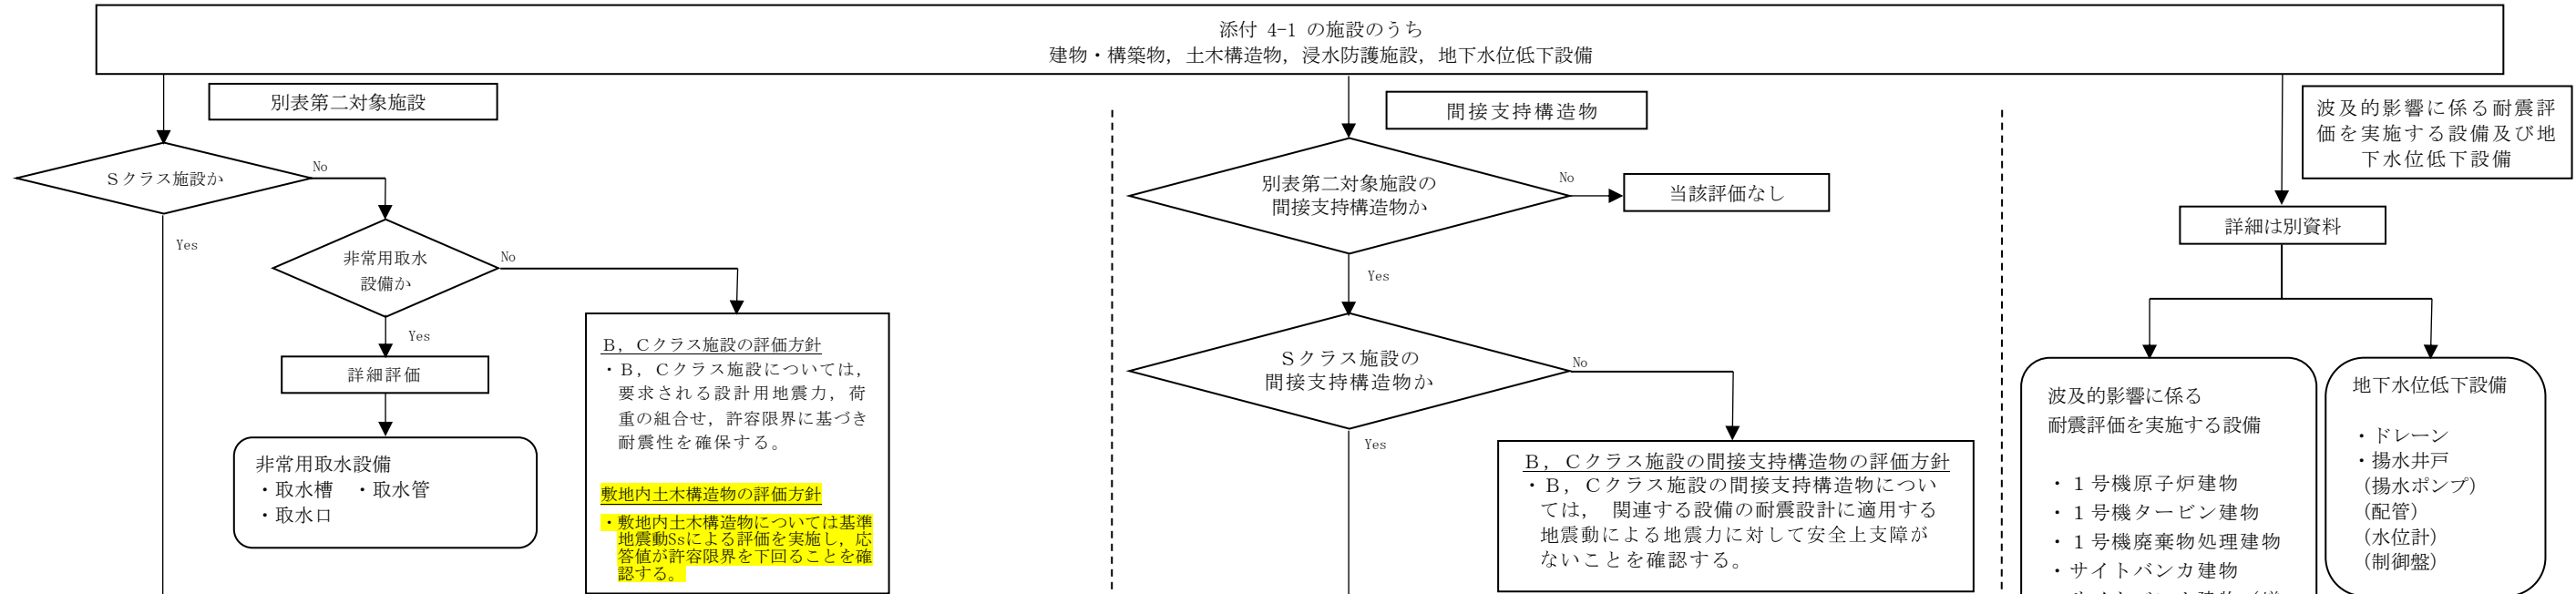 添付 4-1 の施設のうち
建物・構築物，土木構造物，浸水防護施設，地下水位低下設備
別表第二対象施設
Ｓクラス施設か
No
Yes
非常用取水
設備か
No
Yes
詳細評価
非常用取水設備
・取水槽　・取水管
・取水口
Ｂ，Ｃクラス施設の評価方針
・Ｂ，Ｃクラス施設については，
要求される設計用地震力，荷
重の組合せ，許容限界に基づき
耐震性を確保する。
敷地内土木構造物の評価方針
・敷地内土木構造物については基準
地震動Ssによる評価を実施し，応
答値が許容限界を下回ることを確
認する。
間接支持構造物
別表第二対象施設の
間接支持構造物か
No
当該評価なし
Yes
Ｓクラス施設の
間接支持構造物か
No
Yes
Ｂ，Ｃクラス施設の間接支持構造物の評価方針
・Ｂ，Ｃクラス施設の間接支持構造物につい
ては， 関連する設備の耐震設計に適用する
地震動による地震力に対して安全上支障が
ないことを確認する。
波及的影響に係る耐震評
価を実施する設備及び地
下水位低下設備
詳細は別資料
波及的影響に係る
耐震評価を実施する設備
・１号機原子炉建物
・１号機タービン建物
・１号機廃棄物処理建物
・サイトバンカ建物
地下水位低下設備
・ドレーン
・揚水井戸
（揚水ポンプ）
（配管）
（水位計）
（制御盤）